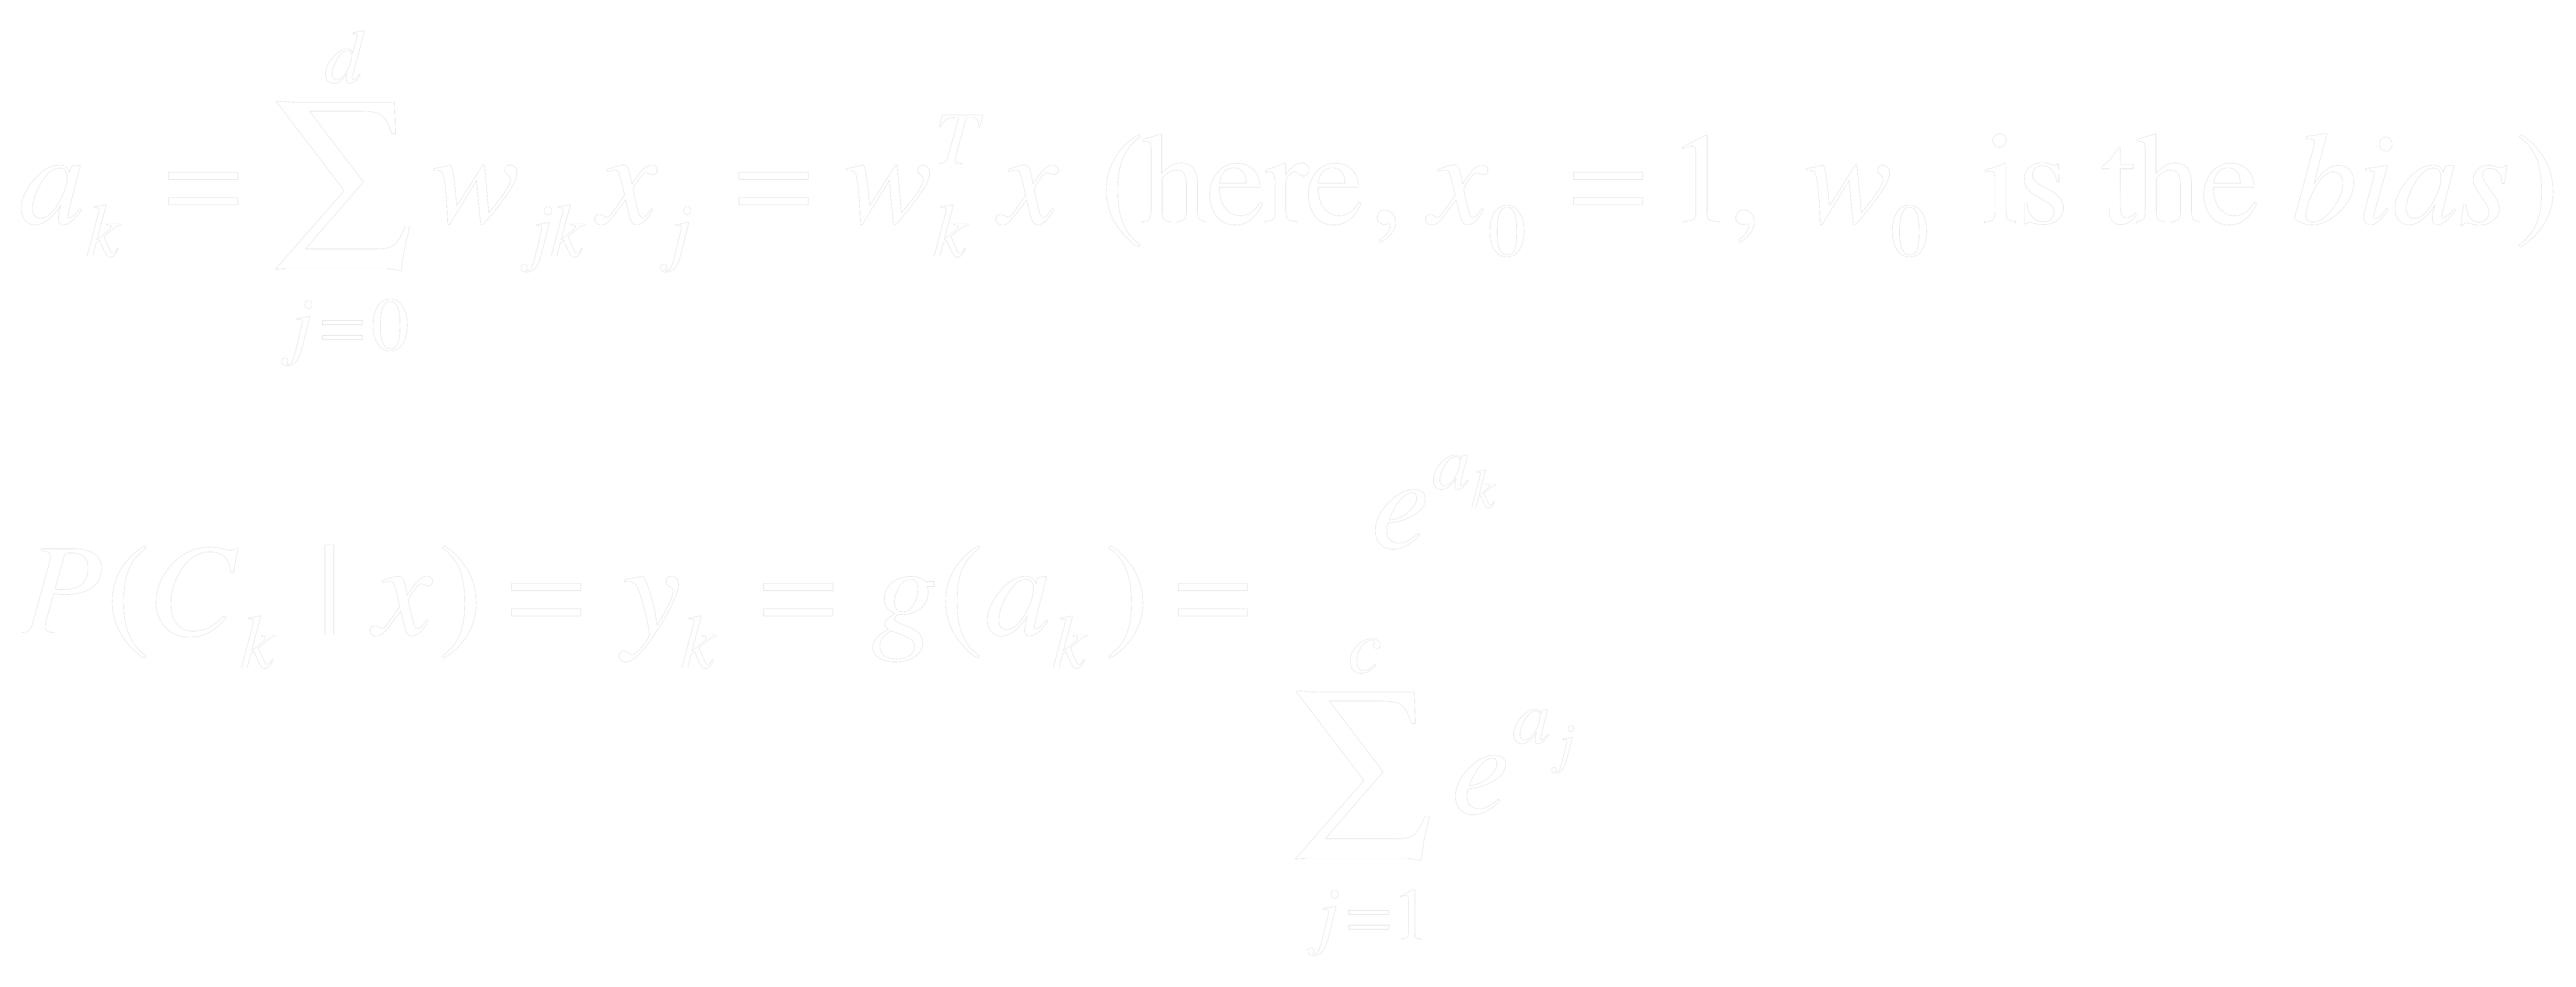 a_k = \sum_{j=0}^{d} w_{jk} x_j = w_k^T x (here, x_0 = 1, w_0 is the bias)
P(C_k | x) = y_k = g(a_k) = \frac{e^{a_k}}{\sum_{j=1}^{c} e^{a_j}}